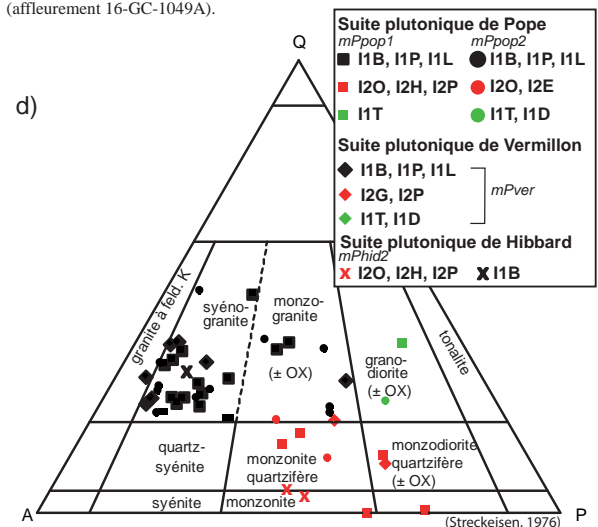 (affleurement 16-GC-1049A).
d)
Q
Suite plutonique de Pope
mPpop1 mPpop2
I1B, I1P, I1L I1B, I1P, I1L
I2O, I2H, I2P I2O, I2E
I1T I1T, I1D
Suite plutonique de Vermillon
I1B, I1P, I1L
I2G, I2P
I1T, I1D
mPver
Suite plutonique de Hibbard
mPhid2
I2O, I2H, I2P I1B
granite à feld. K
syéno-
granite
monzo-
granite
(± OX)
grano-
diorite
(± OX)
tonalite
quartz-
syénite
monzonite
quartzifère
monzodiorite
quartzifère
(± OX)
syénite
monzonite
A
P
(Streckeisen, 1976)